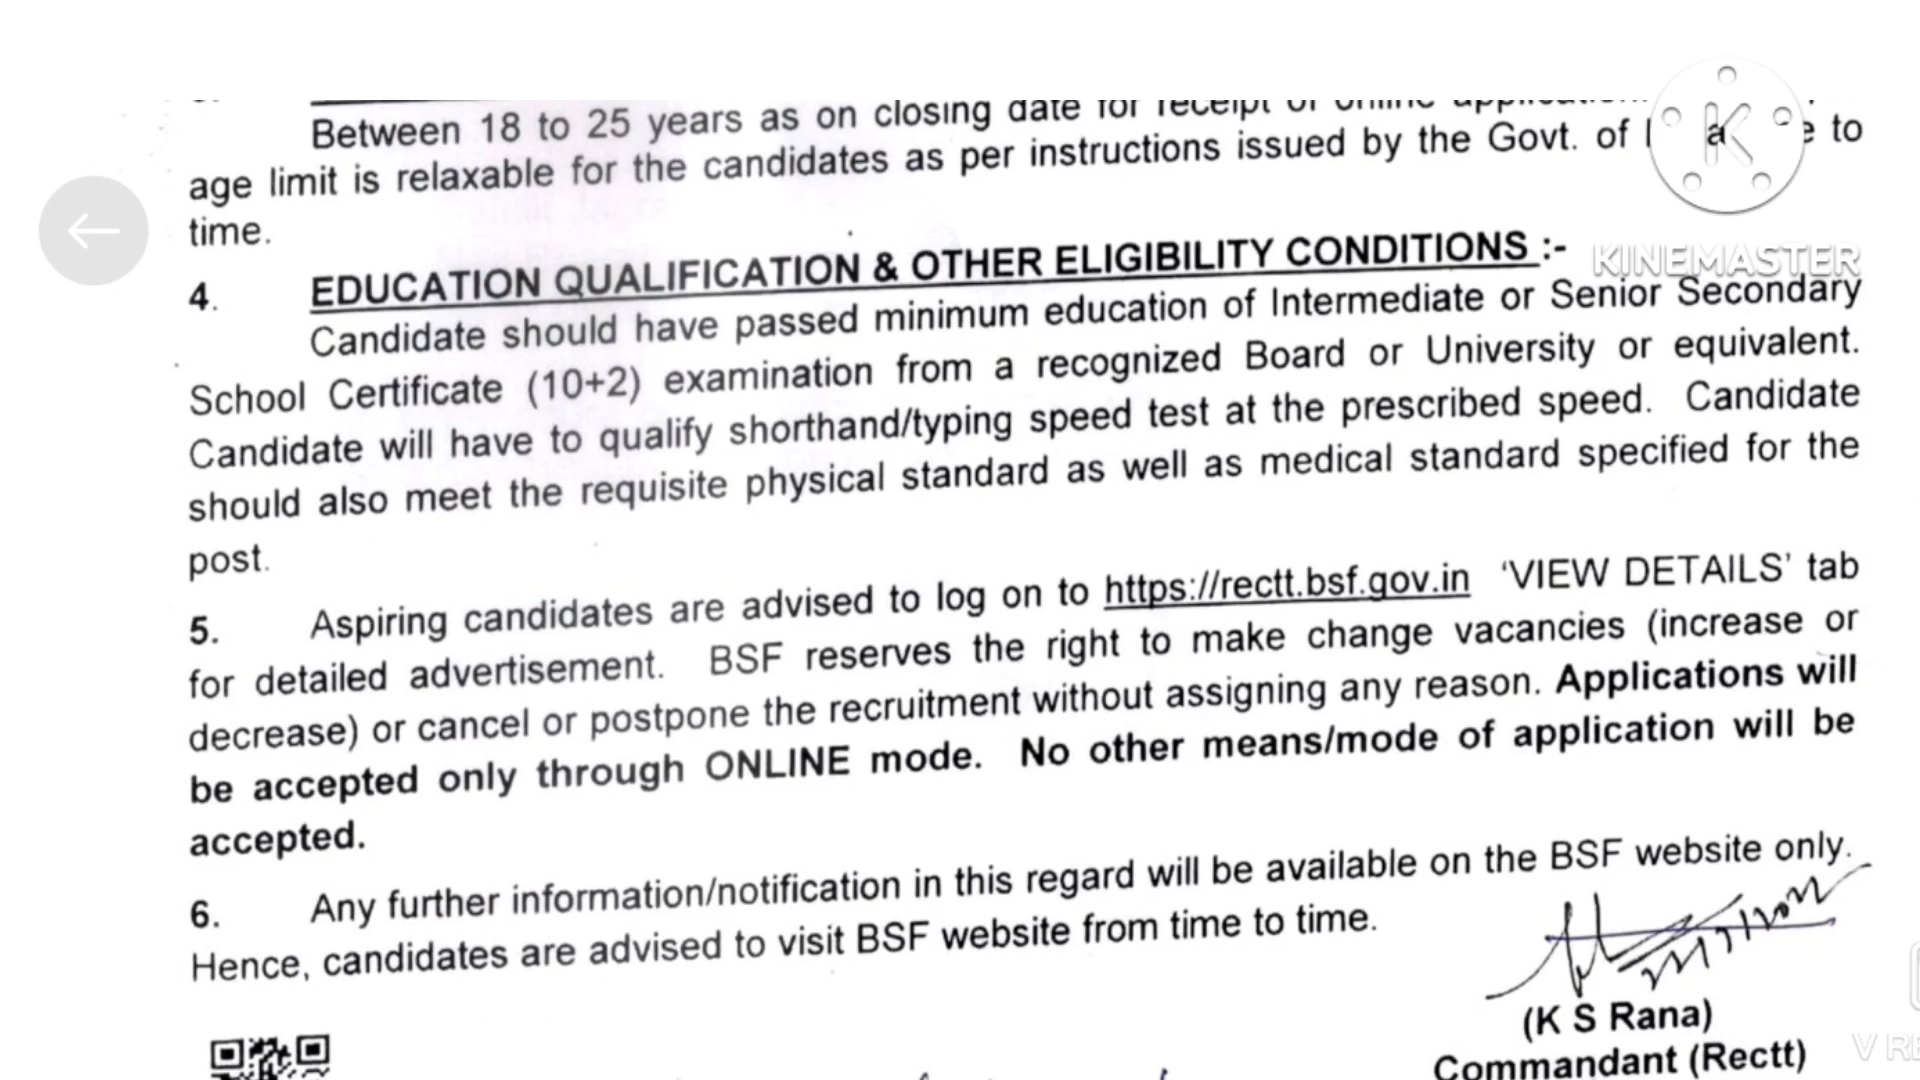 Between 18 to 25 years as on closing date for receipt of online
age limit is relaxable for the candidates as per instructions issued by the Govt. of to
time.
4. EDUCATION QUALIFICATION & OTHER ELIGIBILITY CONDITIONS :-
KINEMASTER
Candidate should have passed minimum education of Intermediate or Senior Secondary
School Certificate (10+2) examination from a recognized Board or University or equivalent.
Candidate will have to qualify shorthand/typing speed test at the prescribed speed. Candidate
should also meet the requisite physical standard as well as medical standard specified for the
post.
5. Aspiring candidates are advised to log on to https://rectt.bsf.gov.in 'VIEW DETAILS' tab
for detailed advertisement. BSF reserves the right to make change vacancies (increase or
decrease) or cancel or postpone the recruitment without assigning any reason. Applications will
be accepted only through ONLINE mode. No other means/mode of application will be
accepted.
6. Any further information/notification in this regard will be available on the BSF website only.
Hence, candidates are advised to visit BSF website from time to time.
(K S Rana)
Commandant (Rectt)